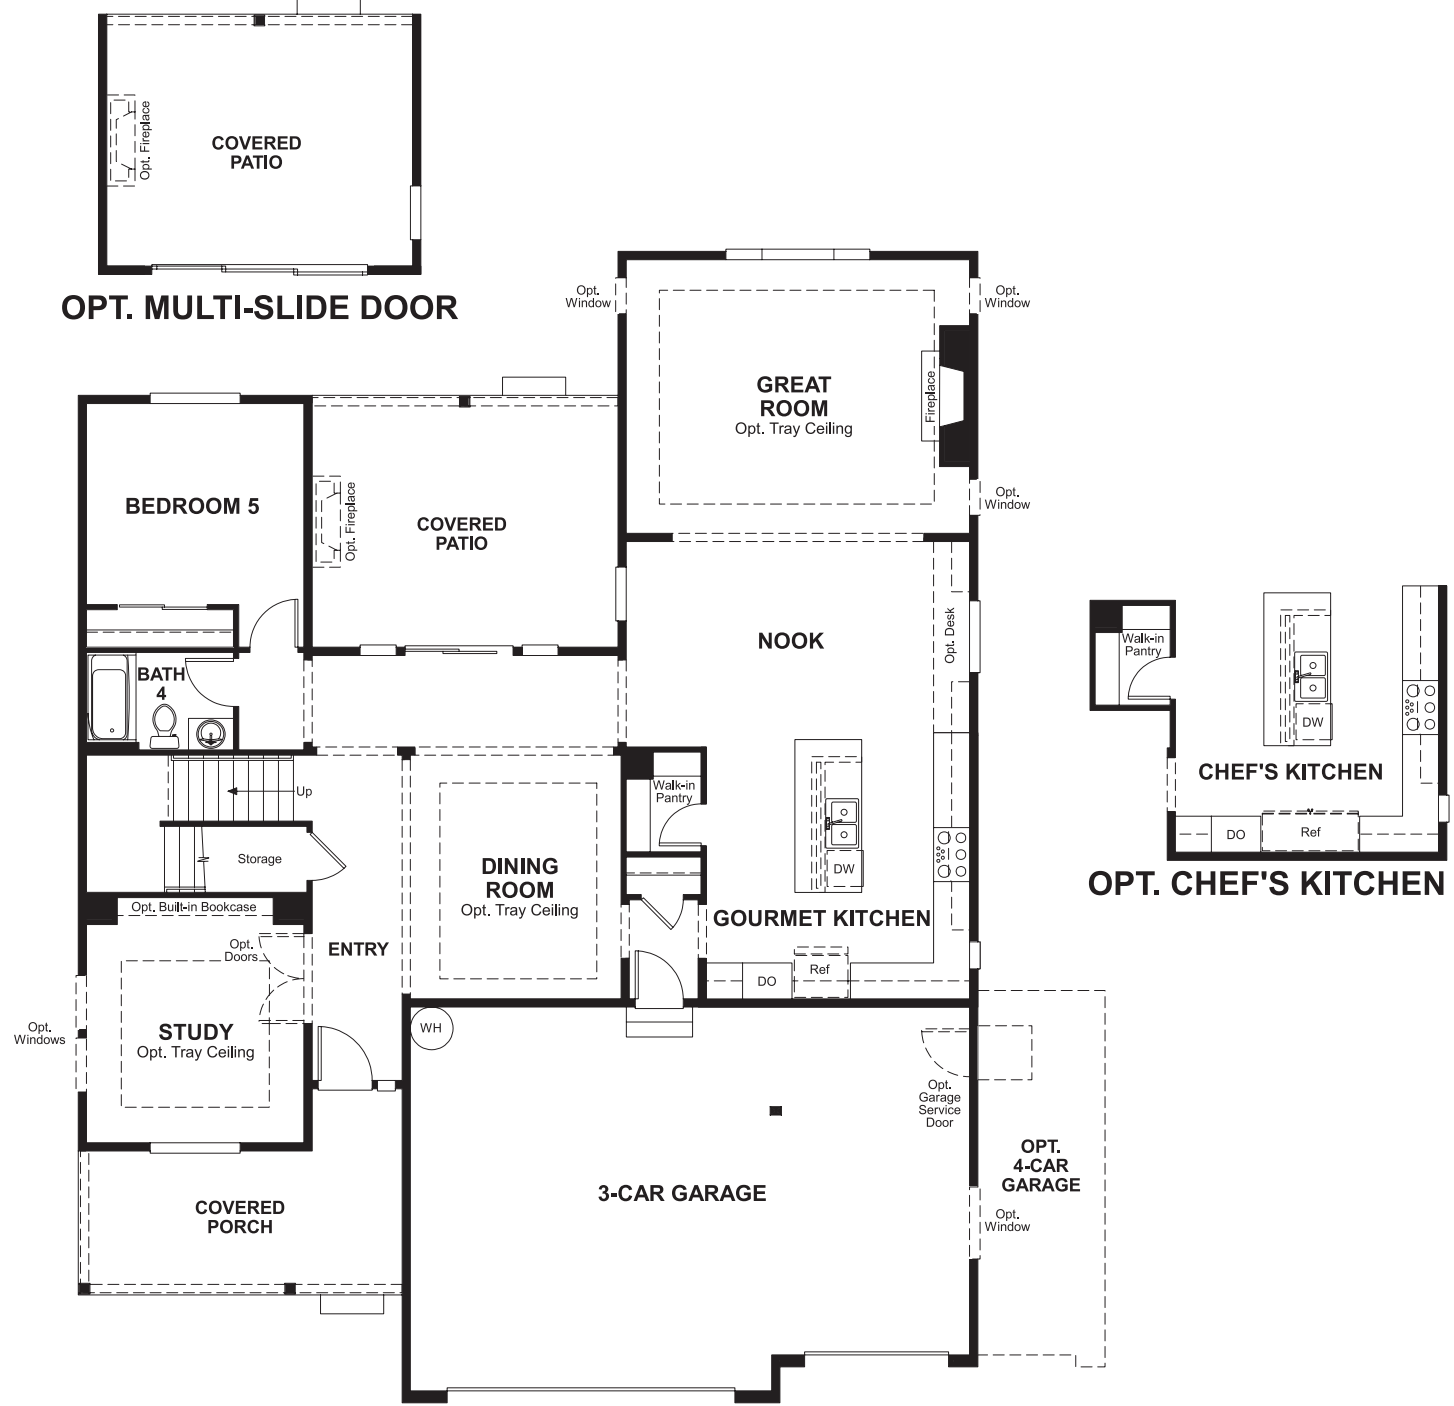 COVERED
PATIO
Opt. Fireplace
OPT. MULTI-SLIDE DOOR
Opt.
Window
Opt.
Window
GREAT
ROOM
Opt. Tray Ceiling
Fireplace
Opt.
Window
BEDROOM 5
COVERED
PATIO
Opt. Fireplace
NOOK
Opt. Desk
BATH
4
Up
Storage
Walk-in
Pantry
DINING
ROOM
Opt. Tray Ceiling
DW
GOURMET KITCHEN
DO
Ref
Opt. Built-in Bookcase
Opt.
Doors
ENTRY
STUDY
Opt. Tray Ceiling
Opt.
Windows
WH
COVERED
PORCH
3-CAR GARAGE
Opt.
Garage
Service
Door
OPT.
4-CAR
GARAGE
Opt.
Window
Walk-in
Pantry
DW
CHEF'S KITCHEN
DO
Ref
OPT. CHEF'S KITCHEN